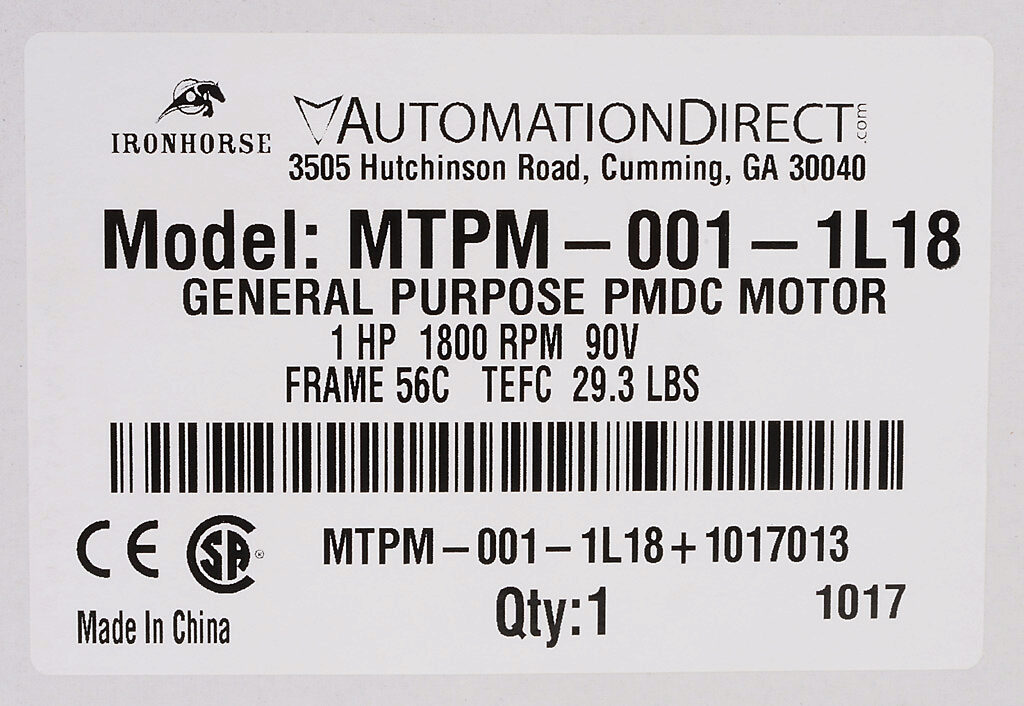 IRONHORSE
AUTOMATIONDIRECT.com
3505 Hutchinson Road, Cumming, GA 30040
Model: MTPM–001–1L18
GENERAL PURPOSE PMDC MOTOR
1 HP 1800 RPM 90V
FRAME 56C TEFC 29.3 LBS
CE SA ® MTPM–001–1L18+1017013
Qty:1 1017
Made In China